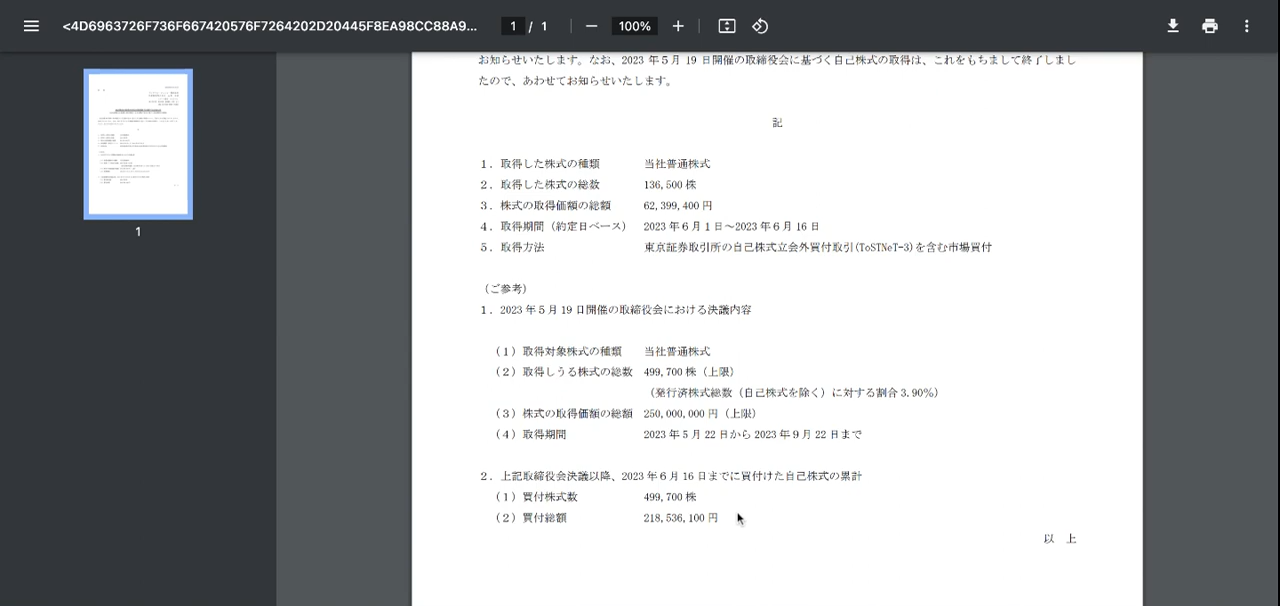 <4D6963726F736F667420576F7264202D20445F8EA98CC88A9...
1 / 1
100%
お知らせいたします。なお、2023 年５月 19 日開催の取締役会に基づく自己株式の取得は、これをもちまして終了しまし
たので、あわせてお知らせいたします。
記
１．取得した株式の種類 当社普通株式
２．取得した株式の総数 136,500 株
３．株式の取得価額の総額 62,399,400 円
４．取得期間（約定日ベース） 2023 年６月１日～2023 年６月 16 日
５．取得方法 東京証券取引所の自己株式立会外買付取引(ToSTNeT-3)を含む市場買付
（ご参考）
１．2023 年５月 19 日開催の取締役会における決議内容
（１）取得対象株式の種類 当社普通株式
（２）取得しうる株式の総数 499,700 株（上限）
（発行済株式総数（自己株式を除く）に対する割合 3.90％）
（３）株式の取得価額の総額 250,000,000 円（上限）
（４）取得期間 2023 年５月 22 日から 2023 年９月 22 日まで
２．上記取締役会決議以降、2023 年６月 16 日までに買付けた自己株式の累計
（１）買付株式数 499,700 株
（２）買付総額 218,536,100 円
以 上
1